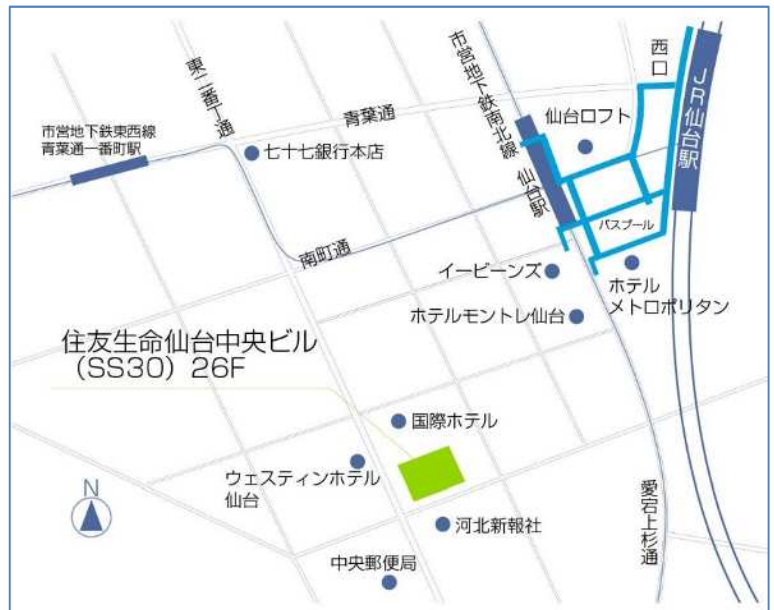 西口
JR仙台駅
市営地下鉄南北線 仙台駅
東二番丁通
青葉通
仙台ロフト
市営地下鉄東西線
青葉通一番町駅
七十七銀行本店
バスプール
南町通
イービーンズ
ホテル
メトロポリタン
ホテルモントレ仙台
住友生命仙台中央ビル
(SS30) 26F
国際ホテル
ウェスティンホテル
仙台
N
河北新報社
愛宕上杉通
中央郵便局